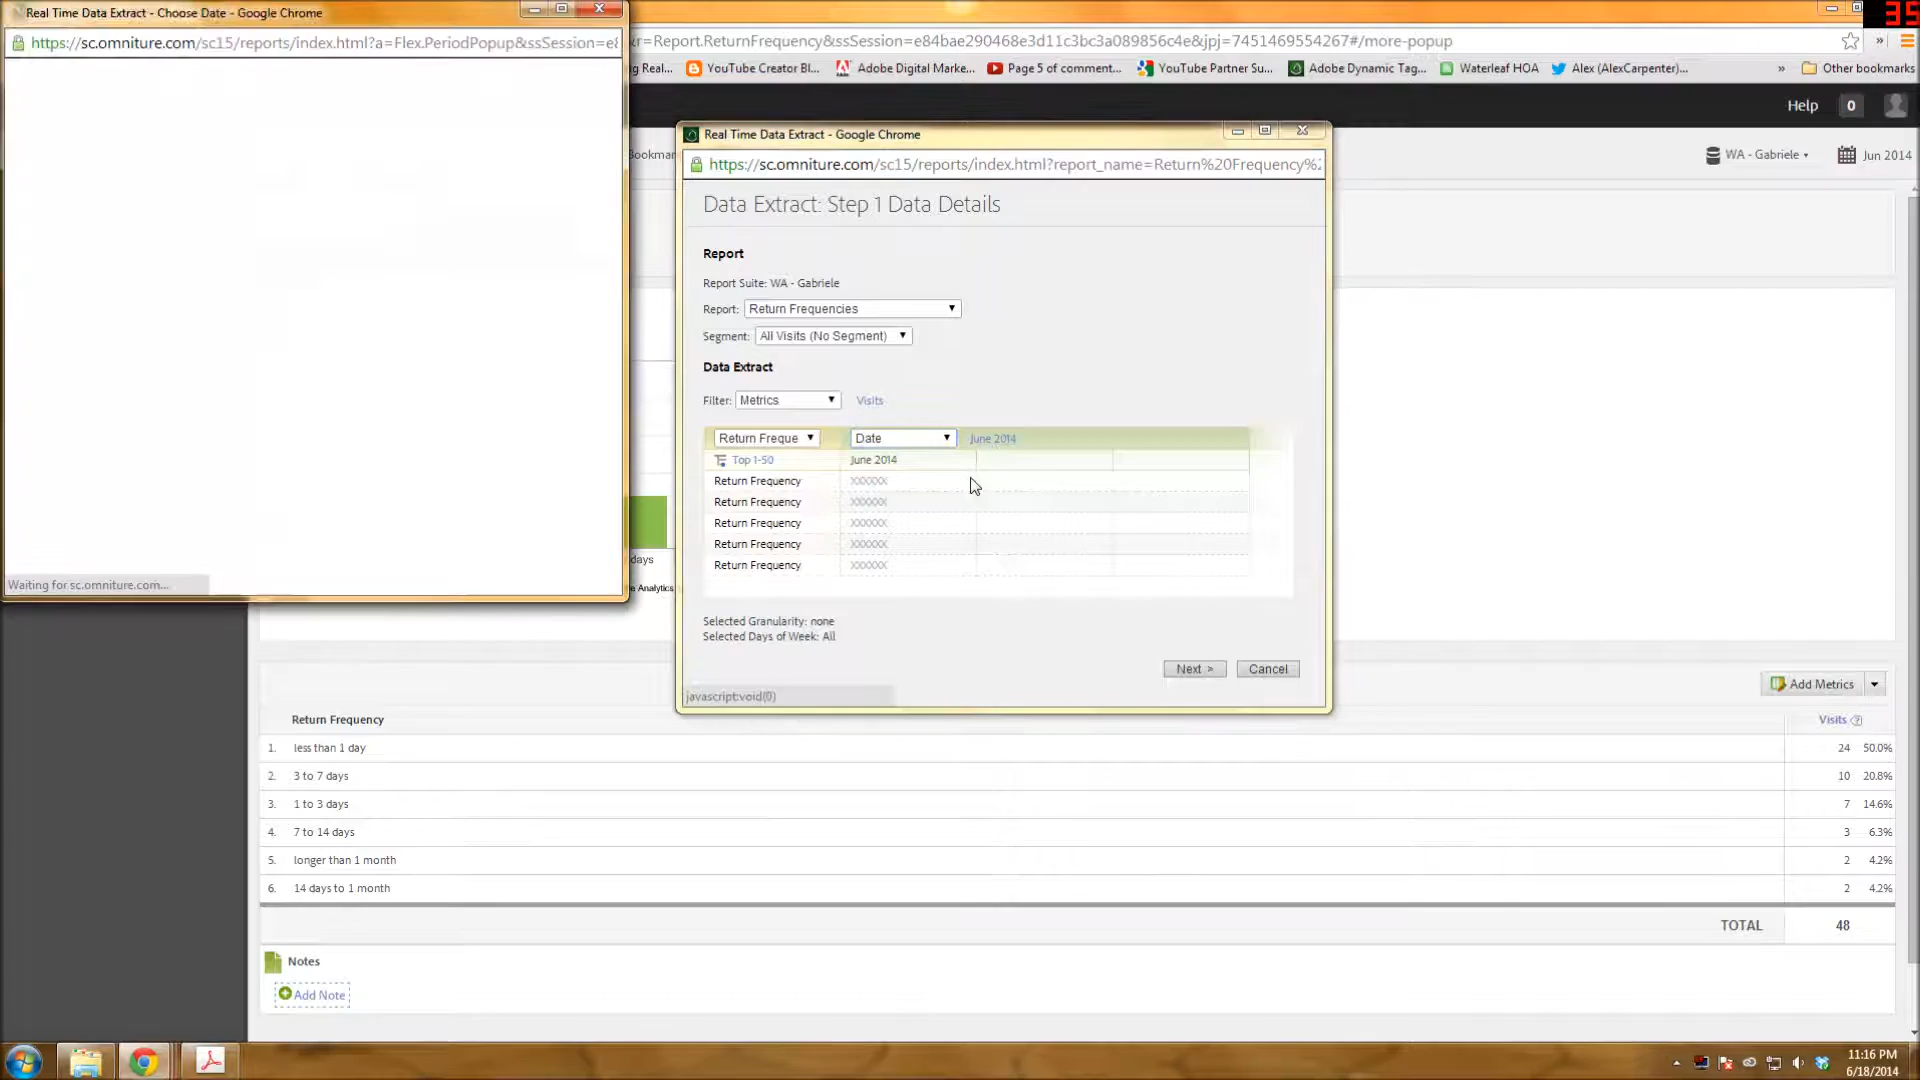 Real Time Data Extract - Choose Date - Google Chrome
https://sc.omniture.com/sc15/reports/index.html?a=Flex.PeriodPopup&ssSession=e8
35
r=Report.ReturnFrequency&ssSession=e84bae290468e3d11c3bc3a089856c4e&jpj=7451469554267#/more-popup
g Real... YouTube Creator Bl... Adobe Digital Marke... Page 5 of comment... YouTube Partner Su... Adobe Dynamic Tag... Waterleaf HOA Alex (AlexCarpenter)... » Other bookmarks
Help 0
Bookmar
WA - Gabriele
Jun 2014
Real Time Data Extract - Google Chrome
https://sc.omniture.com/sc15/reports/index.html?report_name=Return%20Frequency%2
Data Extract: Step 1 Data Details
Report
Report Suite: WA - Gabriele
Report: Return Frequencies
Segment: All Visits (No Segment)
Data Extract
Filter: Metrics Visits
Return Freque Date June 2014
Top 1-50 June 2014
Return Frequency XXXXXX
Return Frequency XXXXXX
Return Frequency XXXXXX
Return Frequency XXXXXX
Return Frequency XXXXXX
Selected Granularity: none
Selected Days of Week: All
Next > Cancel
javascript:void(0)
Waiting for sc.omniture.com...
days
e Analytics
Add Metrics
Return Frequency Visits
1. less than 1 day 24 50.0%
2. 3 to 7 days 10 20.8%
3. 1 to 3 days 7 14.6%
4. 7 to 14 days 3 6.3%
5. longer than 1 month 2 4.2%
6. 14 days to 1 month 2 4.2%
TOTAL 48
Notes
Add Note
11:16 PM
6/18/2014